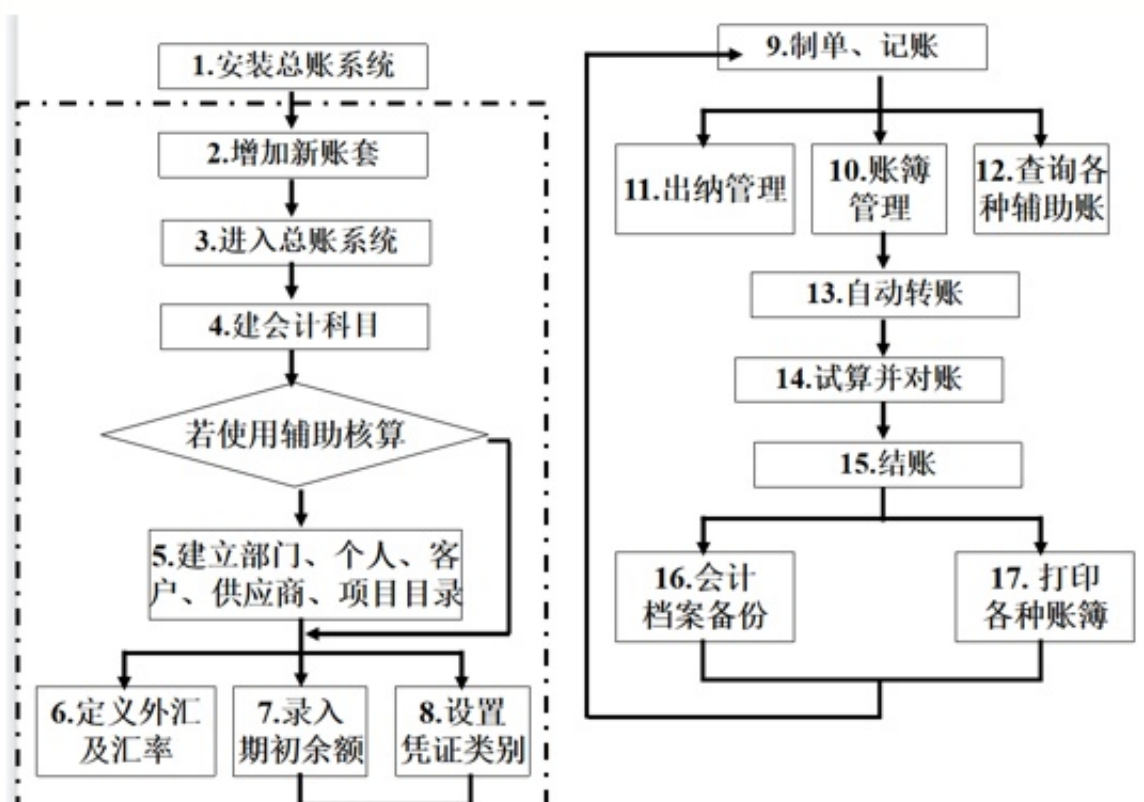 1.安装总账系统
2.增加新账套
3.进入总账系统
4.建会计科目
若使用辅助核算
5.建立部门、个人、客
户、供应商、项目目录
6.定义外汇
及汇率
7.录入
期初余额
8.设置
凭证类别
9.制单、记账
11.出纳管理
10.账簿
管理
12.查询各
种辅助账
13.自动转账
14.试算并对账
15.结账
16.会计
档案备份
17. 打印
各种账簿